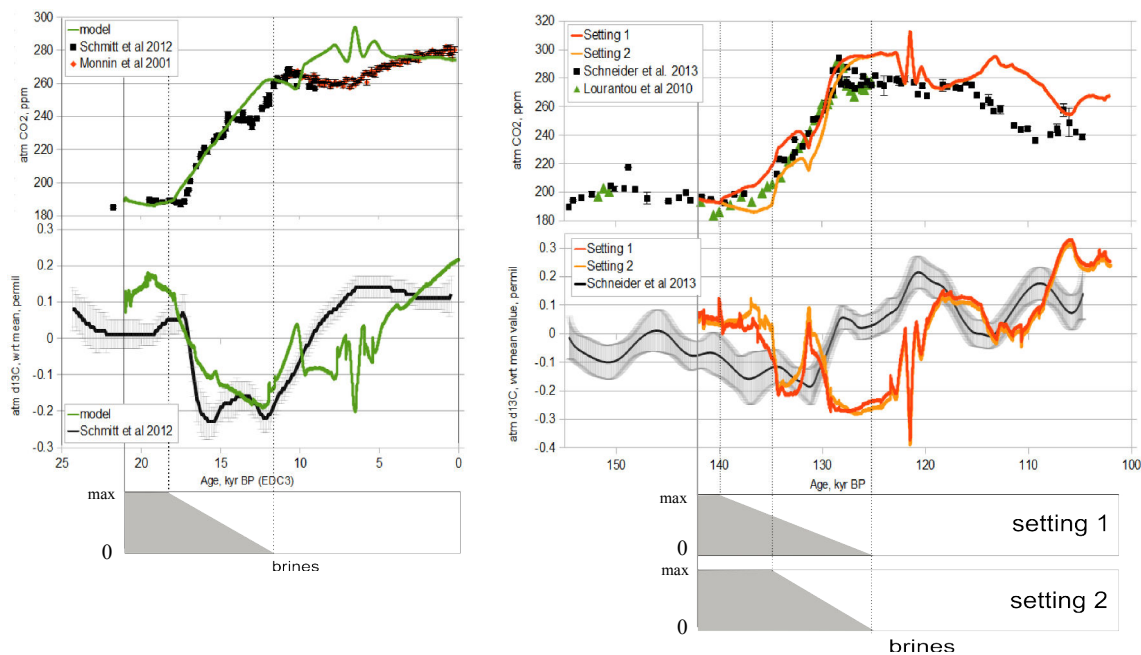 300
280
260
240
220
200
180
atm CO2, ppm
model
Schmitt et al 2012
Monnin et al 2001
0.3
0.2
0.1
0
-0.1
-0.2
-0.3
atm d13C, wrt mean, permil
model
Schmitt et al 2012
25
20
15
10
5
0
Age, kyr BP (EDC3)
max
0
brines
320
300
280
260
240
220
200
180
atm CO2, ppm
Setting 1
Setting 2
Schneider et al. 2013
Lourantou et al 2010
0.3
0.2
0.1
0
-0.1
-0.2
-0.3
-0.4
atm d13C, wrt mean value, permil
Setting 1
Setting 2
Schneider et al 2013
150
140
130
120
110
100
Age, kyr BP
max
0
setting 1
max
0
setting 2
brines